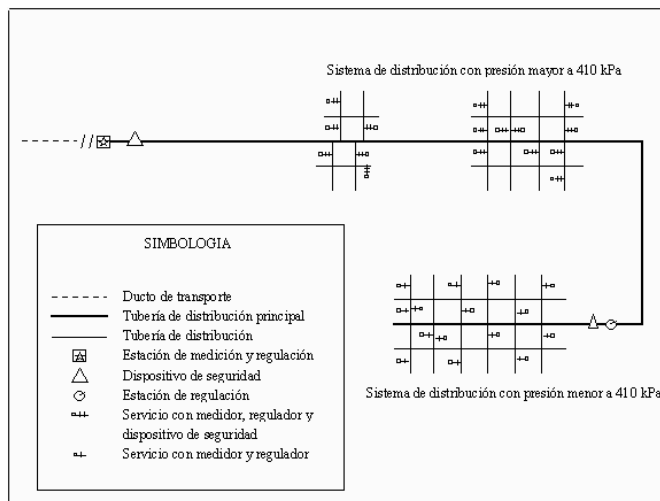 Sistema de distribución con presión mayor a 410 kPa
SIMBOLOGIA
Ducto de transporte
Tubería de distribución principal
Tubería de distribución
Estación de medición y regulación
Dispositivo de seguridad
Estación de regulación
Servicio con medidor, regulador y
dispositivo de seguridad
Servicio con medidor y regulador
Sistema de distribución con presión menor a 410 kPa